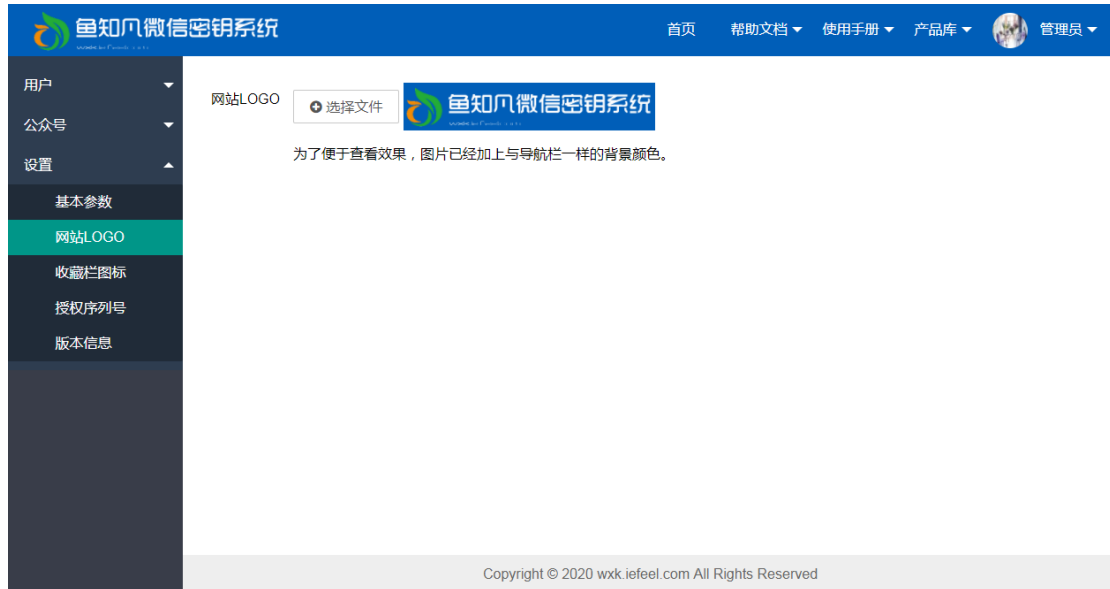 鱼知凡微信密钥系统
首页 帮助文档 使用手册 产品库 管理员
用户
公众号
设置
基本参数
网站LOGO
收藏栏图标
授权序列号
版本信息
网站LOGO 选择文件 鱼知凡微信密钥系统
为了便于查看效果，图片已经加上与导航栏一样的背景颜色。
Copyright © 2020 wxk.iefeel.com All Rights Reserved